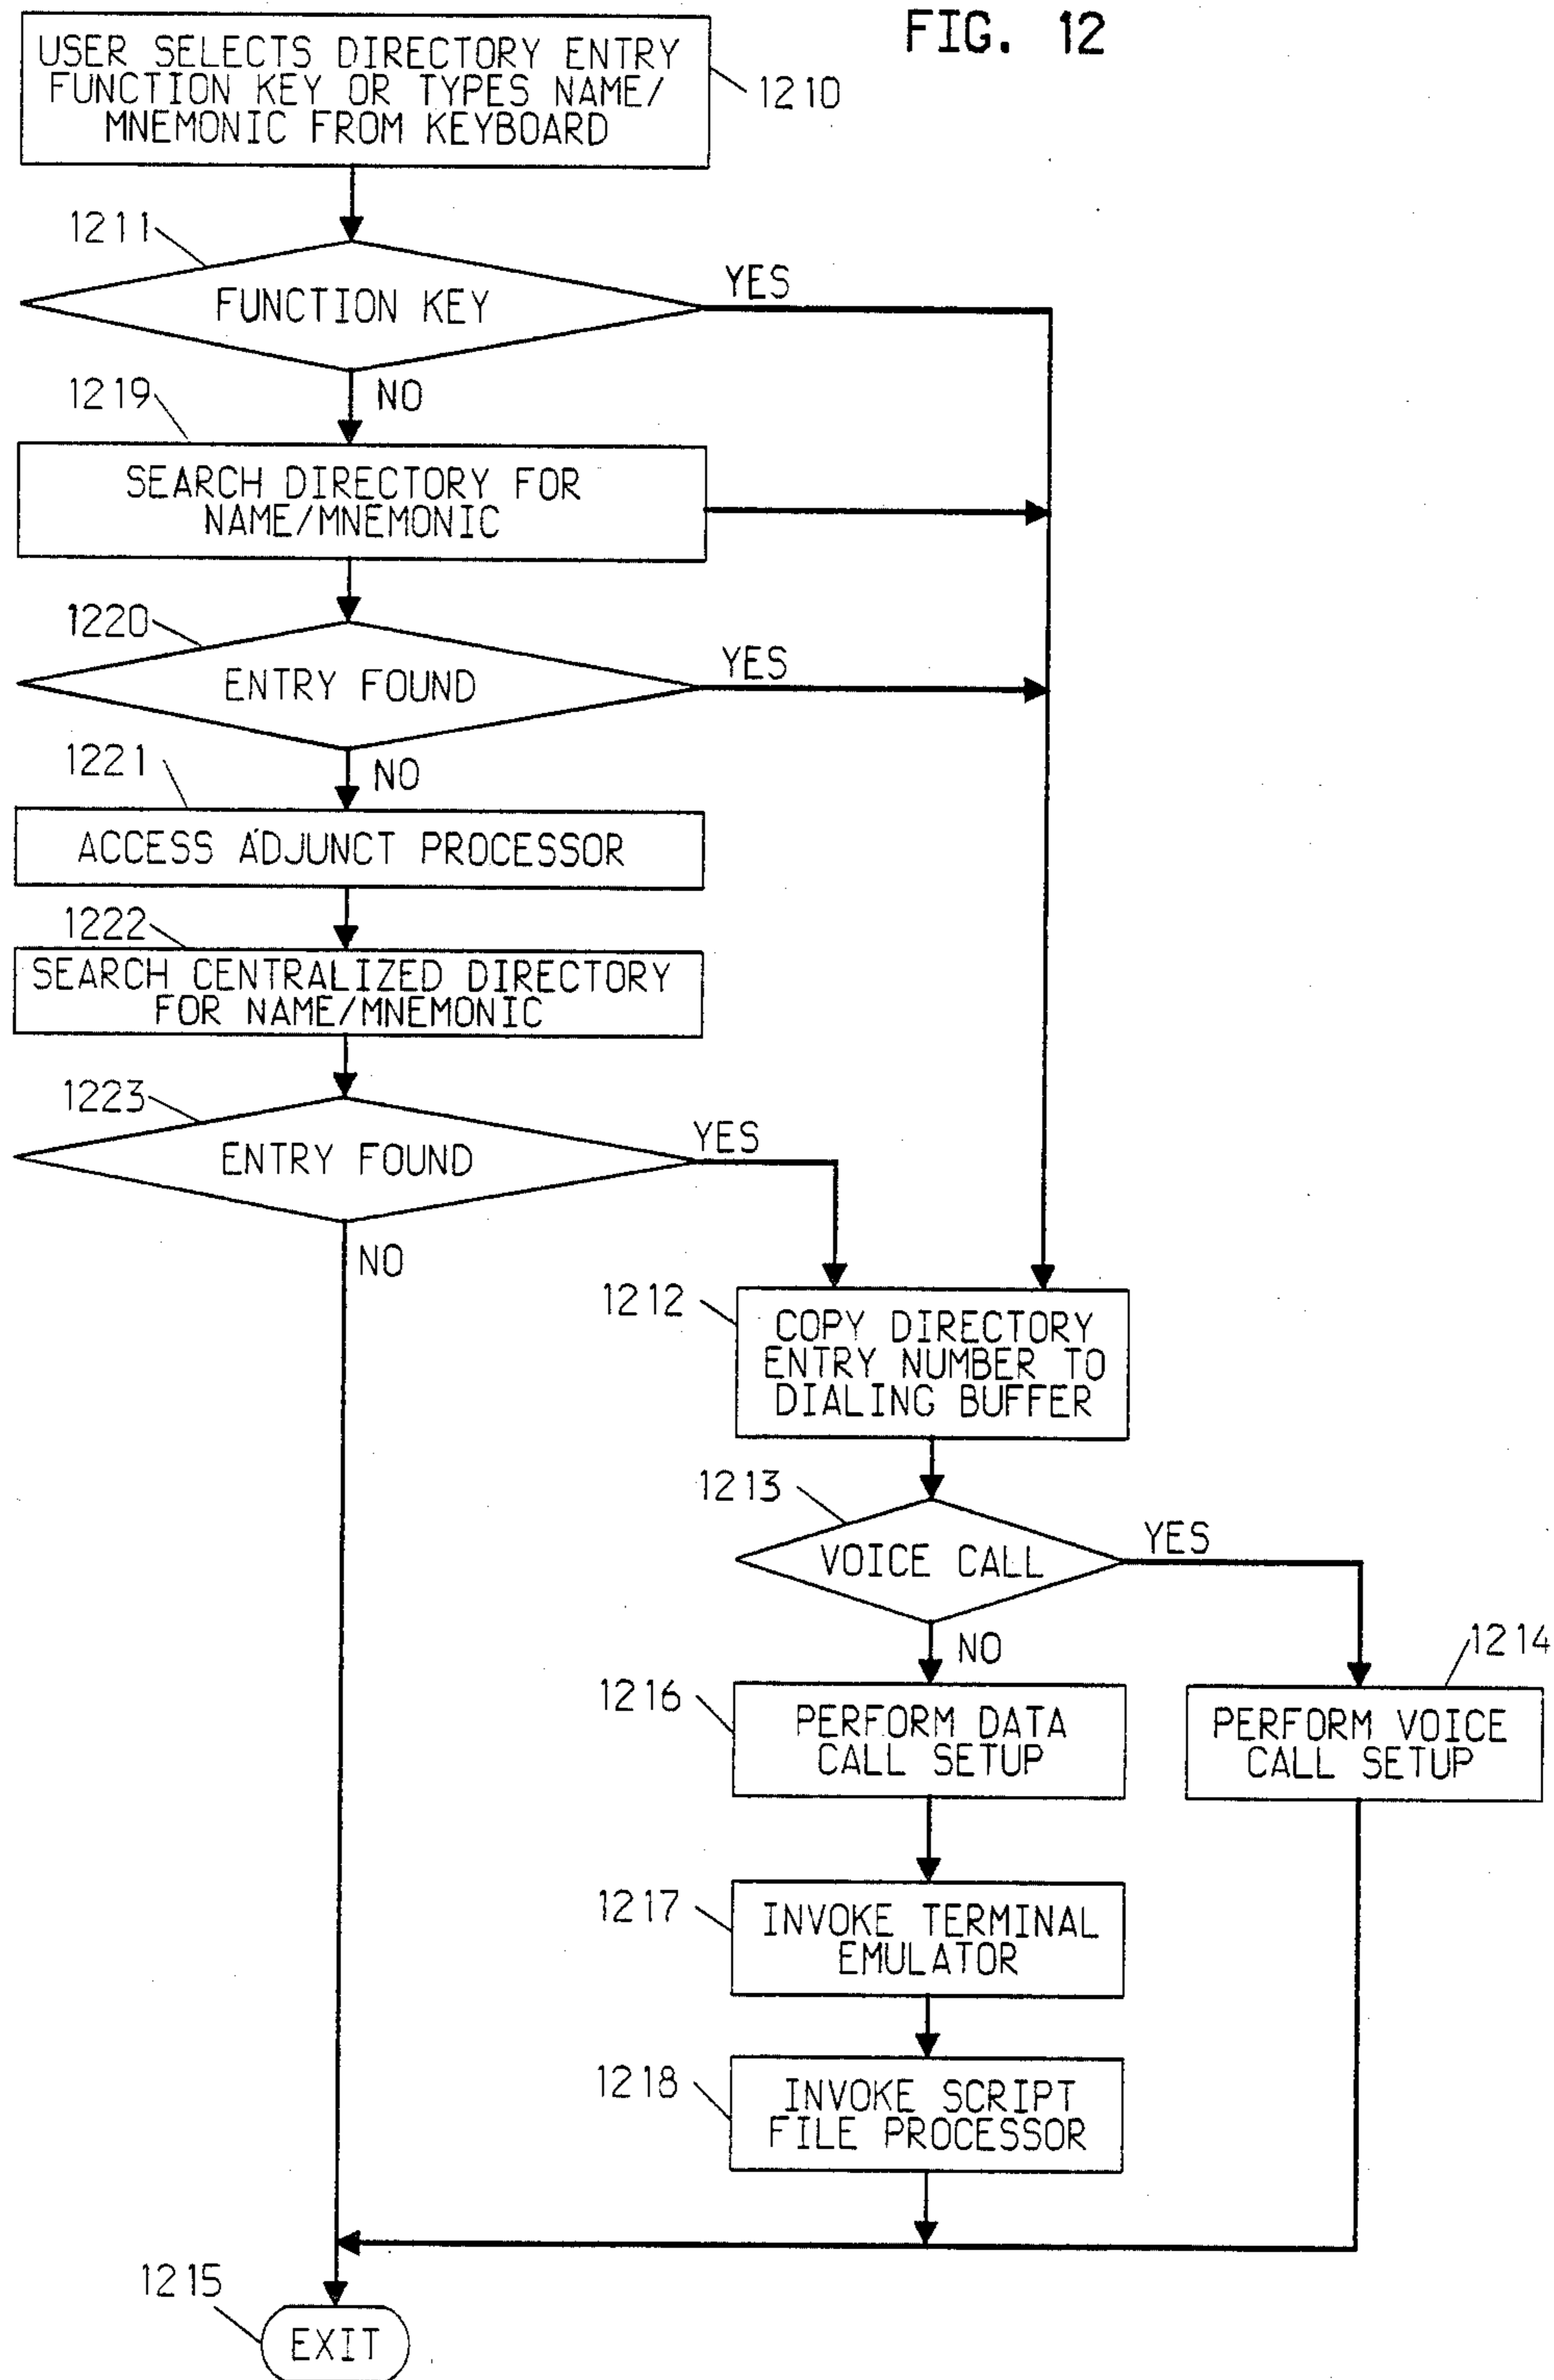 FIG. 12
USER SELECTS DIRECTORY ENTRY
FUNCTION KEY OR TYPES NAME/
MNEMONIC FROM KEYBOARD
1210
1211
FUNCTION KEY
YES
NO
1219
SEARCH DIRECTORY FOR
NAME/MNEMONIC
1220
ENTRY FOUND
YES
NO
1221
ACCESS ADJUNCT PROCESSOR
1222
SEARCH CENTRALIZED DIRECTORY
FOR NAME/MNEMONIC
1223
ENTRY FOUND
YES
NO
1212
COPY DIRECTORY
ENTRY NUMBER TO
DIALING BUFFER
1213
VOICE CALL
YES
NO
1214
1216
PERFORM DATA
CALL SETUP
PERFORM VOICE
CALL SETUP
1217
INVOKE TERMINAL
EMULATOR
1218
INVOKE SCRIPT
FILE PROCESSOR
1215
EXIT